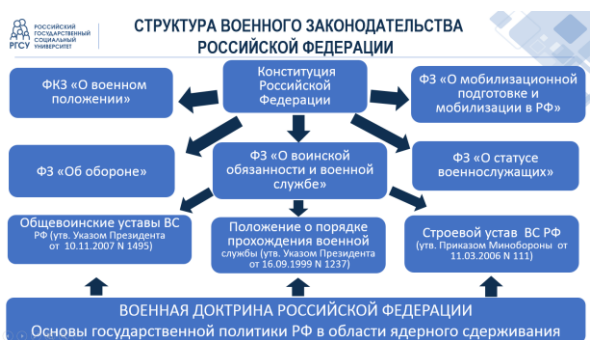 РОССИЙСКИЙ
ГОСУДАРСТВЕННЫЙ
СОЦИАЛЬНЫЙ
УНИВЕРСИТЕТ
РГСУ
СТРУКТУРА ВОЕННОГО ЗАКОНОДАТЕЛЬСТВА
РОССИЙСКОЙ ФЕДЕРАЦИИ
ФКЗ «О военном
положении»
Конституция
Российской
Федерации
ФЗ «О мобилизационной
подготовке и
мобилизации в РФ»
ФЗ «Об обороне»
ФЗ «О воинской
обязанности и военной
службе»
ФЗ «О статусе
военнослужащих»
Общевоинские уставы ВС
РФ (утв. Указом Президента
от 10.11.2007 N 1495)
Положение о порядке
прохождения военной
службы (утв. Указом Президента
от 16.09.1999 N 1237)
Строевой устав ВС РФ
(утв. Приказом Минобороны от
11.03.2006 N 111)
ВОЕННАЯ ДОКТРИНА РОССИЙСКОЙ ФЕДЕРАЦИИ
Основы государственной политики РФ в области ядерного сдерживания